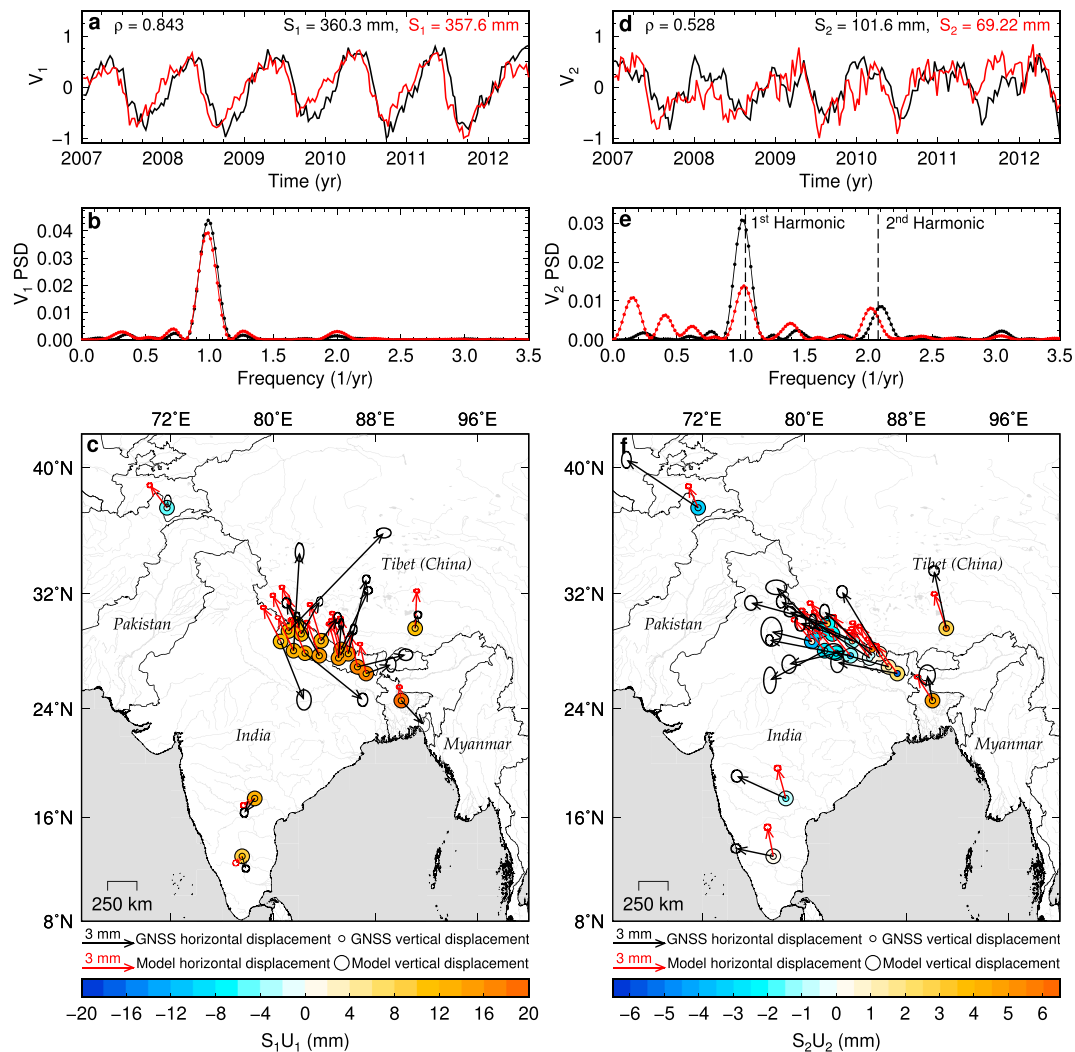 a ρ = 0.843 S1 = 360.3 mm, S1 = 357.6 mm
V1
1
0
−1
2007 2008 2009 2010 2011 2012
Time (yr)
b
V1 PSD
0.04
0.03
0.02
0.01
0.00
0.0 0.5 1.0 1.5 2.0 2.5 3.0 3.5
Frequency (1/yr)
72˚E 80˚E 88˚E 96˚E
c
40˚N
32˚N
24˚N
16˚N
8˚N
Tibet (China)
Pakistan
India
Myanmar
250 km
3 mm GNSS horizontal displacement GNSS vertical displacement
3 mm Model horizontal displacement Model vertical displacement
−20 −16 −12 −8 −4 0 4 8 12 16 20
S1U1 (mm)
d ρ = 0.528 S2 = 101.6 mm, S2 = 69.22 mm
V2
1
0
−1
2007 2008 2009 2010 2011 2012
Time (yr)
e 1st Harmonic 2nd Harmonic
V2 PSD
0.03
0.02
0.01
0.00
0.0 0.5 1.0 1.5 2.0 2.5 3.0 3.5
Frequency (1/yr)
72˚E 80˚E 88˚E 96˚E
f
40˚N
32˚N
24˚N
16˚N
8˚N
Tibet (China)
Pakistan
India
Myanmar
250 km
3 mm GNSS horizontal displacement GNSS vertical displacement
3 mm Model horizontal displacement Model vertical displacement
−6 −5 −4 −3 −2 −1 0 1 2 3 4 5 6
S2U2 (mm)